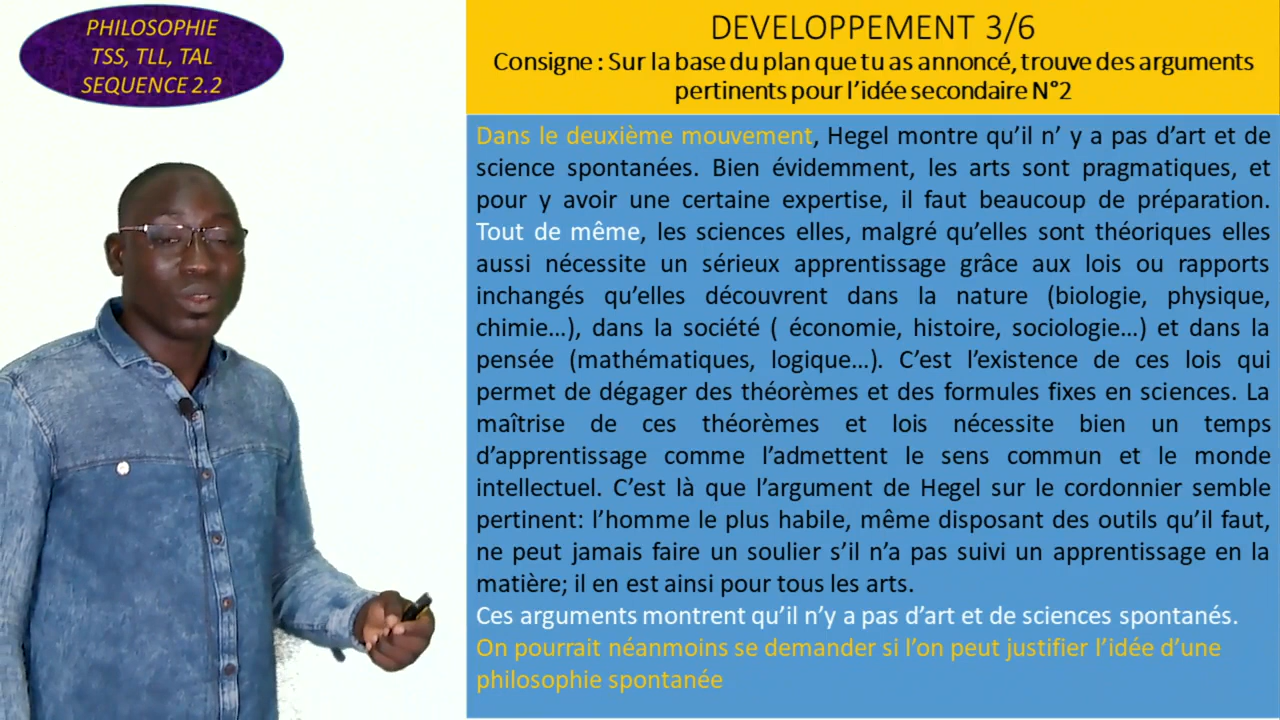 PHILOSOPHIE
TSS, TLL, TAL
SEQUENCE 2.2
DEVELOPPEMENT 3/6
Consigne : Sur la base du plan que tu as annoncé, trouve des arguments
pertinents pour l’idée secondaire N°2
Dans le deuxième mouvement, Hegel montre qu’il n’ y a pas d’art et de
science spontanées. Bien évidemment, les arts sont pragmatiques, et
pour y avoir une certaine expertise, il faut beaucoup de préparation.
Tout de même, les sciences elles, malgré qu’elles sont théoriques elles
aussi nécessite un sérieux apprentissage grâce aux lois ou rapports
inchangés qu’elles découvrent dans la nature (biologie, physique,
chimie…), dans la société ( économie, histoire, sociologie…) et dans la
pensée (mathématiques, logique…). C’est l’existence de ces lois qui
permet de dégager des théorèmes et des formules fixes en sciences. La
maîtrise de ces théorèmes et lois nécessite bien un temps
d’apprentissage comme l’admettent le sens commun et le monde
intellectuel. C’est là que l’argument de Hegel sur le cordonnier semble
pertinent: l’homme le plus habile, même disposant des outils qu’il faut,
ne peut jamais faire un soulier s’il n’a pas suivi un apprentissage en la
matière; il en est ainsi pour tous les arts.
Ces arguments montrent qu’il n’y a pas d’art et de sciences spontanés.
On pourrait néanmoins se demander si l’on peut justifier l’idée d’une
philosophie spontanée